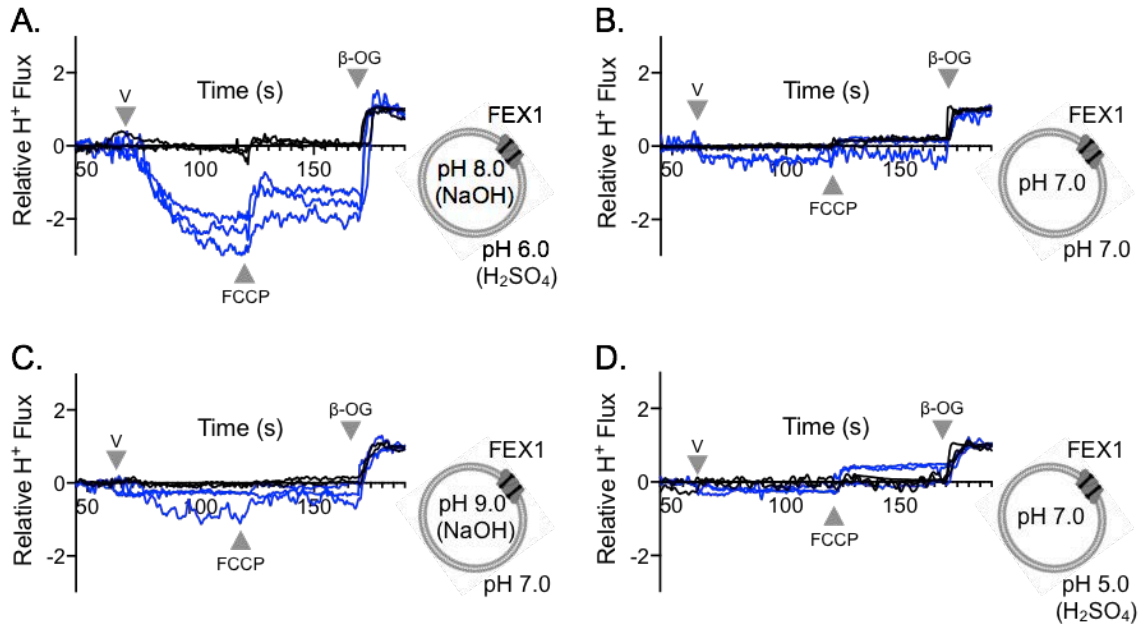 A.
Relative H⁺ Flux
2
0
-2
50
100
150
Time (s)
V
FCCP
β-OG
FEX1
pH 8.0
(NaOH)
pH 6.0
(H₂SO₄)
B.
Relative H⁺ Flux
2
0
-2
50
100
150
Time (s)
V
FCCP
β-OG
FEX1
pH 7.0
pH 7.0
C.
Relative H⁺ Flux
2
0
-2
50
100
150
Time (s)
V
FCCP
β-OG
FEX1
pH 9.0
(NaOH)
pH 7.0
D.
Relative H⁺ Flux
2
0
-2
50
100
150
Time (s)
V
FCCP
β-OG
FEX1
pH 7.0
pH 5.0
(H₂SO₄)